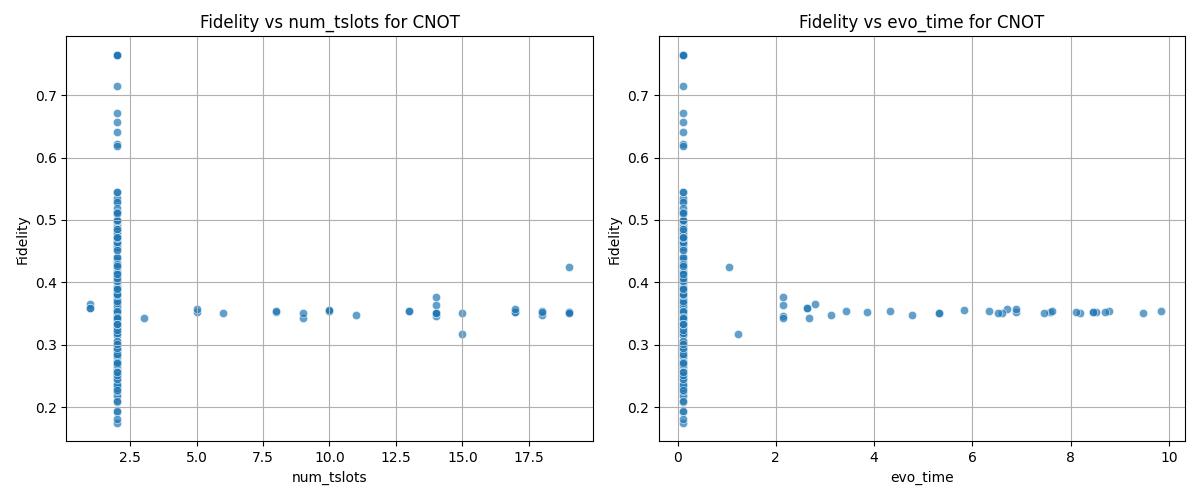 Fidelity vs num_tslots for CNOT
Fidelity
0.7
0.6
0.5
0.4
0.3
0.2
2.5 5.0 7.5 10.0 12.5 15.0 17.5
num_tslots
Fidelity vs evo_time for CNOT
Fidelity
0.7
0.6
0.5
0.4
0.3
0.2
0 2 4 6 8 10
evo_time